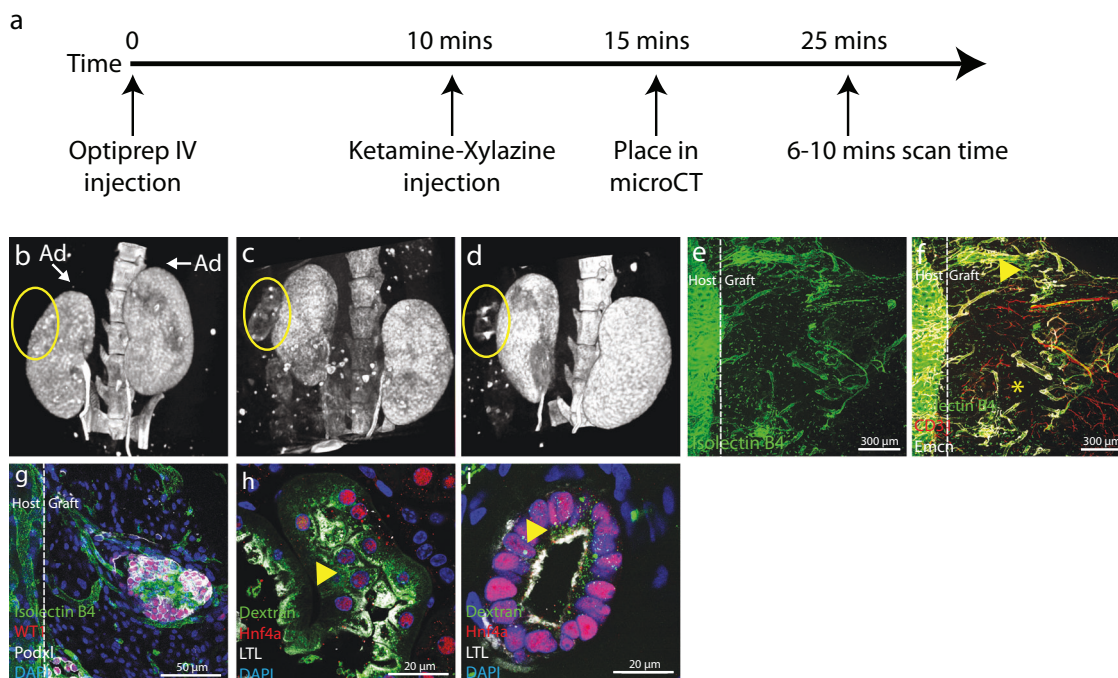 a
0
10 mins
15 mins
25 mins
Time
Optiprep IV
injection
Ketamine-Xylazine
injection
Place in
microCT
6-10 mins scan time
b
Ad
Ad
c
d
e
Host
Graft
Isolectin B4
300 µm
f
Host
Graft
*
Isolectin B4
Emcn
300 µm
g
Host
Graft
Isolectin B4
WT1
Podxl
DAPI
50 µm
h
Dextran
Hnf4a
LTL
DAPI
20 µm
i
Dextran
Hnf4a
LTL
DAPI
20 µm